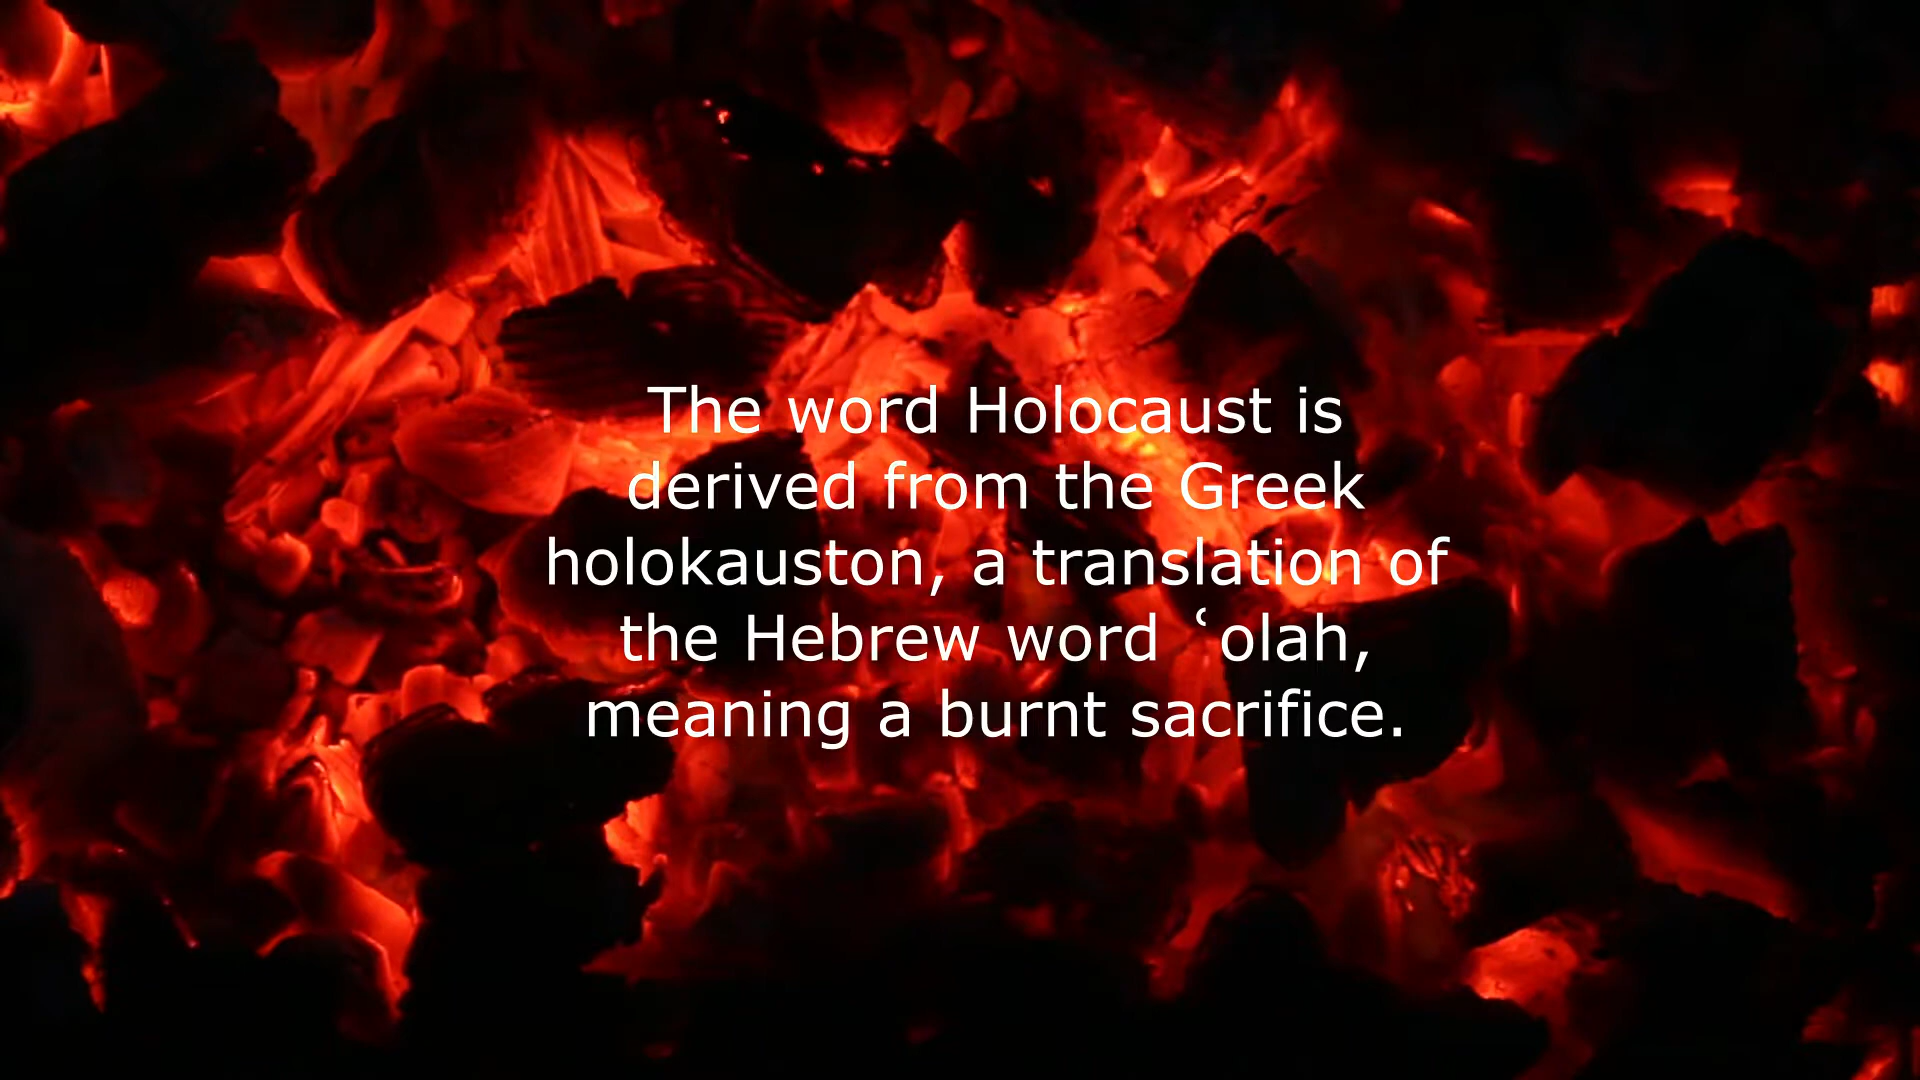 The word Holocaust is
derived from the Greek
holokauston, a translation of
the Hebrew word ʿolah,
meaning a burnt sacrifice.